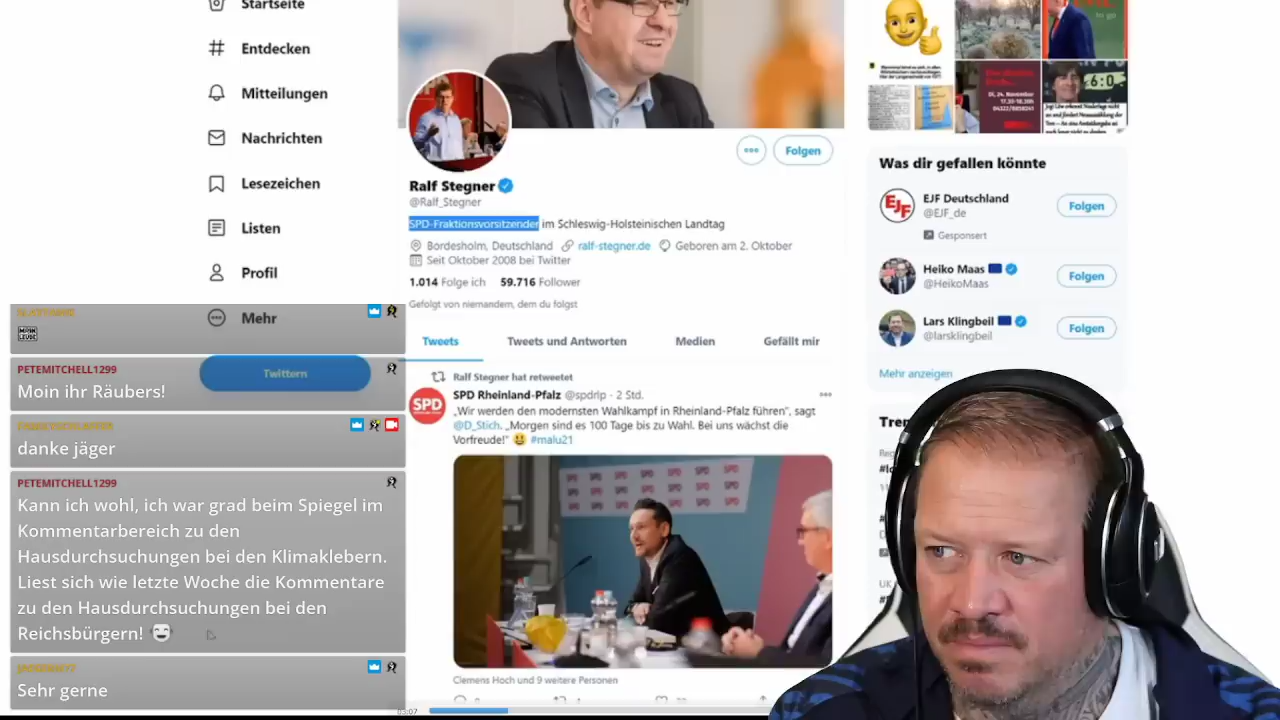 Startseite
Entdecken
Mitteilungen
Nachrichten
Lesezeichen
Listen
Profil
Mehr
Twittern
PETEMITCHELL1299
Moin ihr Räubers!
danke jäger
PETEMITCHELL1299
Kann ich wohl, ich war grad beim Spiegel im
Kommentarbereich zu den
Hausdurchsuchungen bei den Klimaklebern.
Liest sich wie letzte Woche die Kommentare
zu den Hausdurchsuchungen bei den
Reichsbürgern!
Sehr gerne
Folgen
Ralf Stegner
@Ralf_Stegner
SPD-Fraktionsvorsitzender im Schleswig-Holsteinischen Landtag
Bordesholm, Deutschland ralf-stegner.de Geboren am 2. Oktober
Seit Oktober 2008 bei Twitter
1.014 Folge ich 59.716 Follower
Gefolgt von niemandem, dem du folgst
Tweets Tweets und Antworten Medien Gefällt mir
Ralf Stegner hat retweetet
SPD
SPD Rheinland-Pfalz @spdrlp · 2 Std.
„Wir werden den modernsten Wahlkampf in Rheinland-Pfalz führen“, sagt
@D_Stich. „Morgen sind es 100 Tage bis zu Wahl. Bei uns wächst die
Vorfreude!“ #malu21
Clemens Hoch und 9 weitere Personen
03:07
to go
6:0
Was dir gefallen könnte
EJF
EJF Deutschland
@EJF_de
Gesponsert
Folgen
Heiko Maas
@HeikoMaas
Folgen
Lars Klingbeil
@larsklingbeil
Folgen
Mehr anzeigen